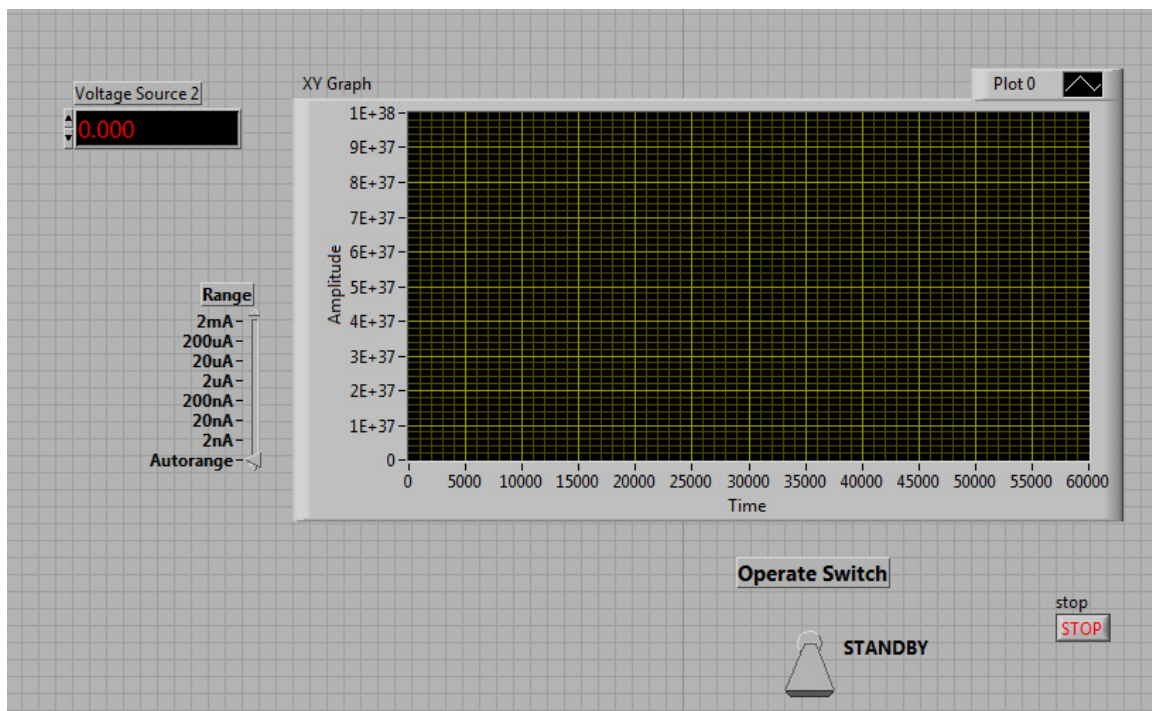 Voltage Source 2
0.000
XY Graph
Plot 0
1E+38
9E+37
8E+37
7E+37
6E+37
5E+37
4E+37
3E+37
2E+37
1E+37
0
Amplitude
0 5000 10000 15000 20000 25000 30000 35000 40000 45000 50000 55000 60000
Time
Range
2mA
200uA
20uA
2uA
200nA
20nA
2nA
Autorange
Operate Switch
STANDBY
stop
STOP